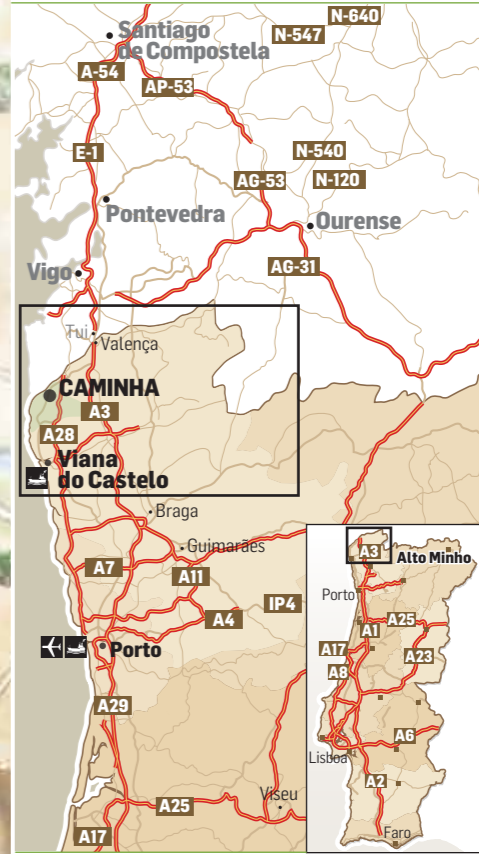 N-640
Santiago
de Compostela
N-547
A-54
AP-53
E-1
N-540
AG-53
N-120
Pontevedra
Ourense
AG-31
Vigo
Tui
Valença
CAMINHA
A3
A28
Viana
do Castelo
Braga
Guimarães
A7
A11
IP4
A4
Porto
A29
Viseu
A25
A17
A3
Alto Minho
Porto
A25
A1
A17
A23
A8
A6
Lisboa
A2
Faro